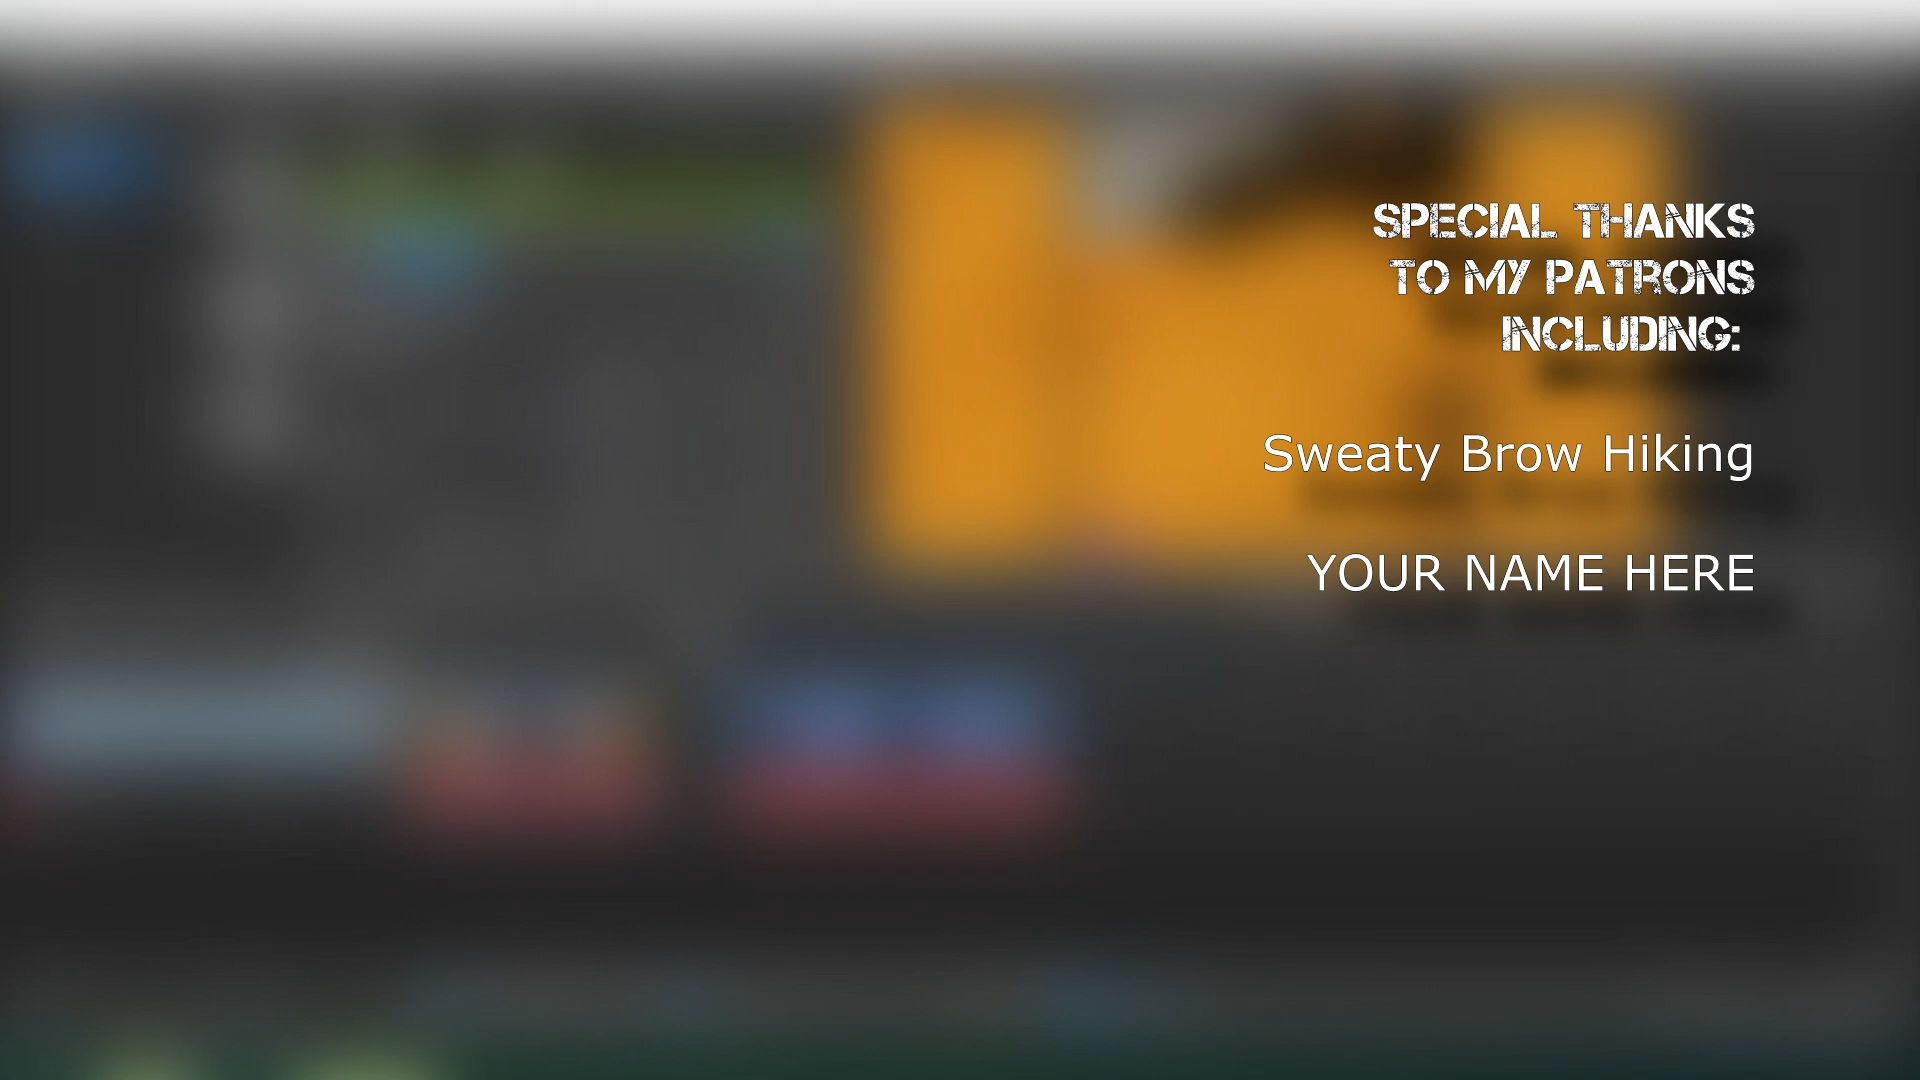 SPECIAL THANKS
TO MY PATRONS
INCLUDING:
Sweaty Brow Hiking
YOUR NAME HERE